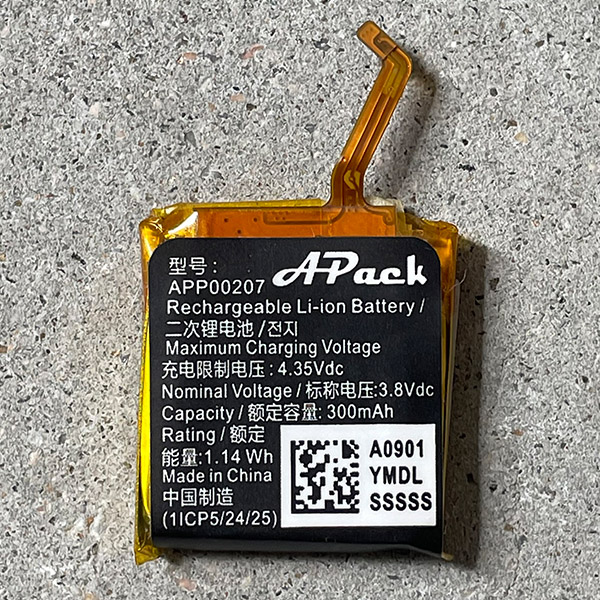 型号:
APP00207
APack
Rechargeable Li-ion Battery /
二次锂电池 /전지
Maximum Charging Voltage
充电限制电压 : 4.35Vdc
Nominal Voltage / 标称电压:3.8Vdc
Capacity / 额定容量: 300mAh
Rating / 额定
能量:1.14 Wh
Made in China
中国制造
(1ICP5/24/25)
A0901
YMDL
SSSSS